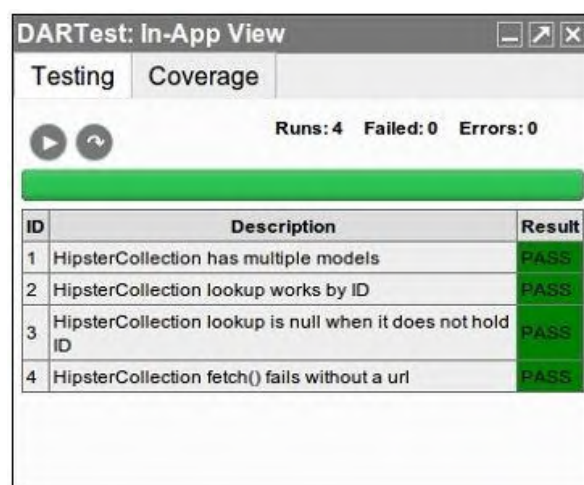 DARTest: In-App View
Testing Coverage
Runs: 4 Failed: 0 Errors: 0
ID Description Result
1 HipsterCollection has multiple models PASS
2 HipsterCollection lookup works by ID PASS
3 HipsterCollection lookup is null when it does not hold
ID PASS
4 HipsterCollection fetch() fails without a url PASS